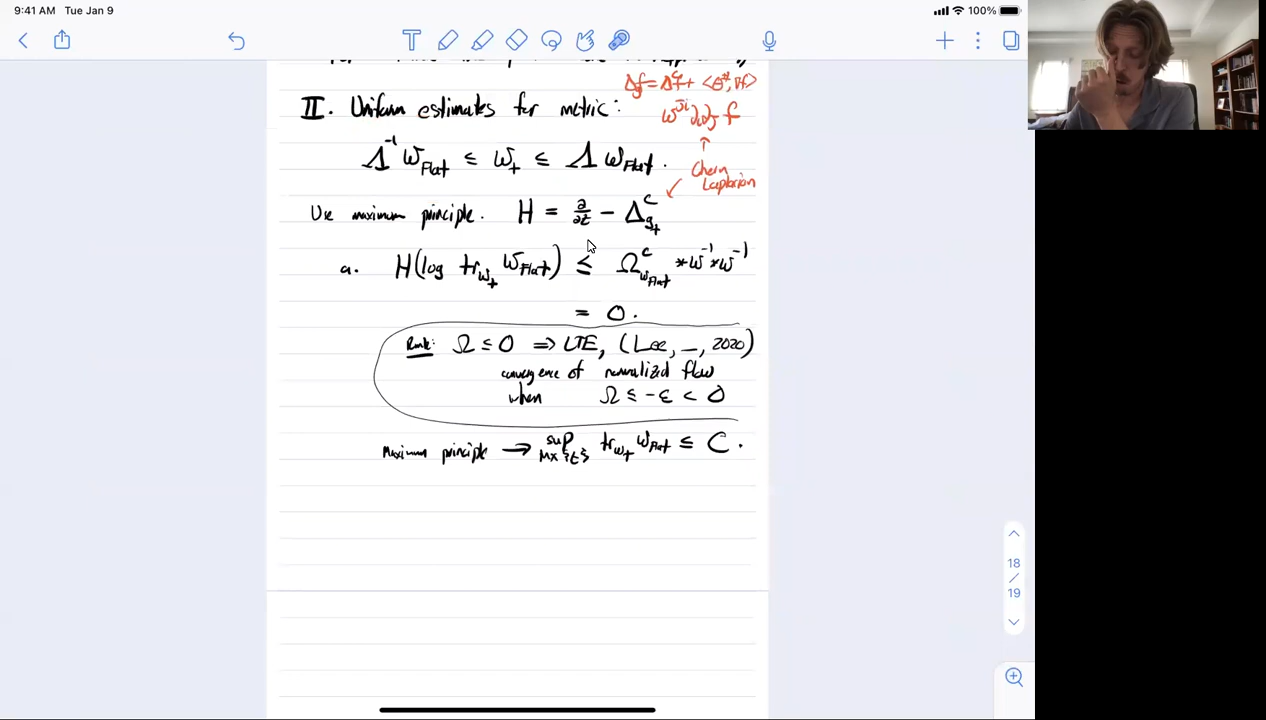 9:41 AM Tue Jan 9
100%
Δ_g f = Δ^C f + <θ^#, ∇f>
II. Uniform estimates for metric:
ω^{j̄i} ∂_i ∂_j̄ f
Λ^{-1} ω_Flat ≤ ω_t ≤ Λ ω_Flat.
↑
Chern
Laplacian
Use maximum principle. H = ∂/∂t − Δ^C_{g_t}
a. H(log tr_{ω_t} ω_Flat) ≤ Ω^C_{ω_Flat} * ω^{-1} * ω^{-1}
= 0.
Rmk: Ω ≤ 0 ⇒ LTE, (Lee, _, 2020)
convergence of normalized flow
when Ω ≤ −ε < 0
Maximum principle → sup_{M×{t}} tr_{ω_t} ω_Flat ≤ C.
18
/
19